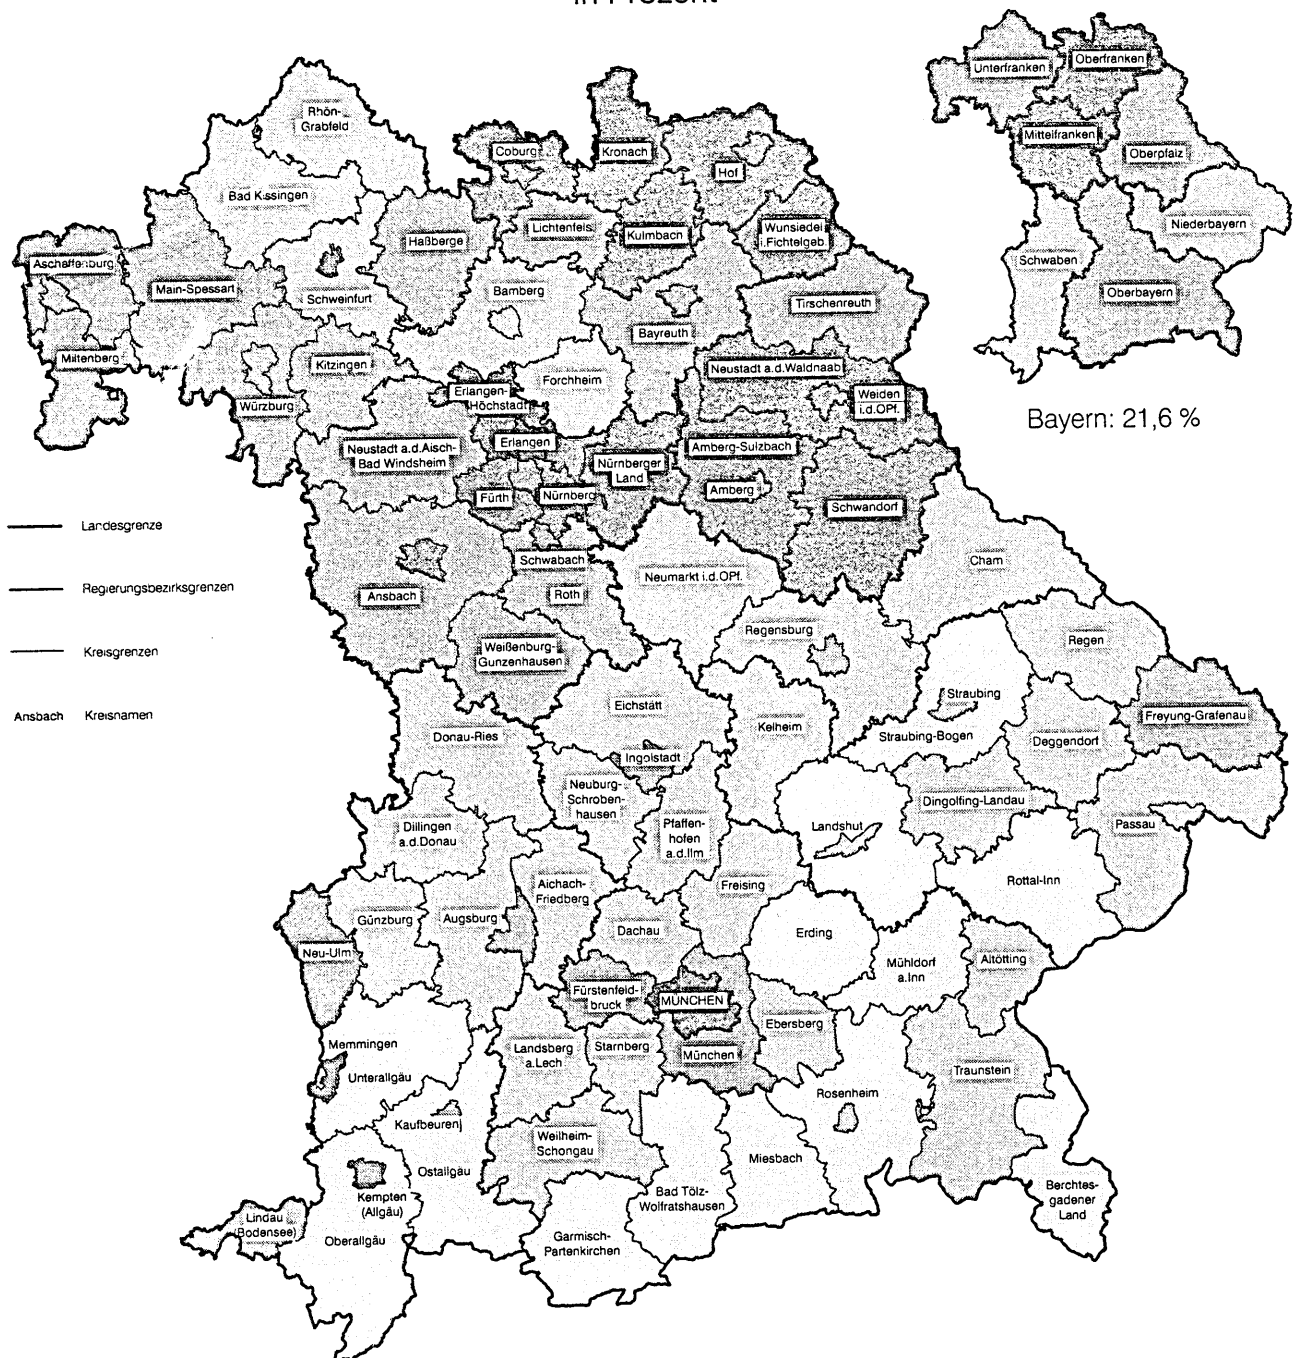 in Prozent
Rhön-
Grabfeld
Bad Kissingen
Coburg
Kronach
Hof
Haßberge
Lichtenfels
Kulmbach
Wunsiedel
i.Fichtelgeb.
Aschaffenburg
Main-Spessart
Schweinfurt
Bamberg
Tirschenreuth
Bayreuth
Miltenberg
Kitzingen
Würzburg
Forchheim
Erlangen-
Höchstadt
Neustadt a.d.Waldnaab
Weiden
i.d.OPf.
Neustadt a.d.Aisch-
Bad Windsheim
Erlangen
Nürnberger
Land
Amberg-Sulzbach
Fürth
Nürnberg
Amberg
Schwandorf
Schwabach
Roth
Ansbach
Neumarkt i.d.OPf.
Cham
Weißenburg-
Gunzenhausen
Regensburg
Regen
Eichstätt
Straubing
Freyung-Grafenau
Donau-Ries
Kelheim
Straubing-Bogen
Deggendorf
Ingolstadt
Neuburg-
Schroben-
hausen
Dingolfing-Landau
Dillingen
a.d.Donau
Pfaffen-
hofen
a.d.Ilm
Landshut
Passau
Rottal-Inn
Günzburg
Augsburg
Aichach-
Friedberg
Freising
Dachau
Erding
Neu-Ulm
Mühldorf
a.Inn
Altötting
Fürstenfeld-
bruck
MÜNCHEN
Ebersberg
Memmingen
Unterallgäu
Landsberg
a.Lech
Starnberg
München
Traunstein
Rosenheim
Kaufbeuren
Weilheim-
Schongau
Miesbach
Ostallgäu
Kempten
(Allgäu)
Bad Tölz-
Wolfratshausen
Berchtes-
gadener
Land
Lindau
(Bodensee)
Oberallgäu
Garmisch-
Partenkirchen
Unterfranken
Oberfranken
Mittelfranken
Oberpfalz
Niederbayern
Schwaben
Oberbayern
Bayern: 21,6 %
Landesgrenze
Regierungsbezirksgrenzen
Kreisgrenzen
Ansbach Kreisnamen